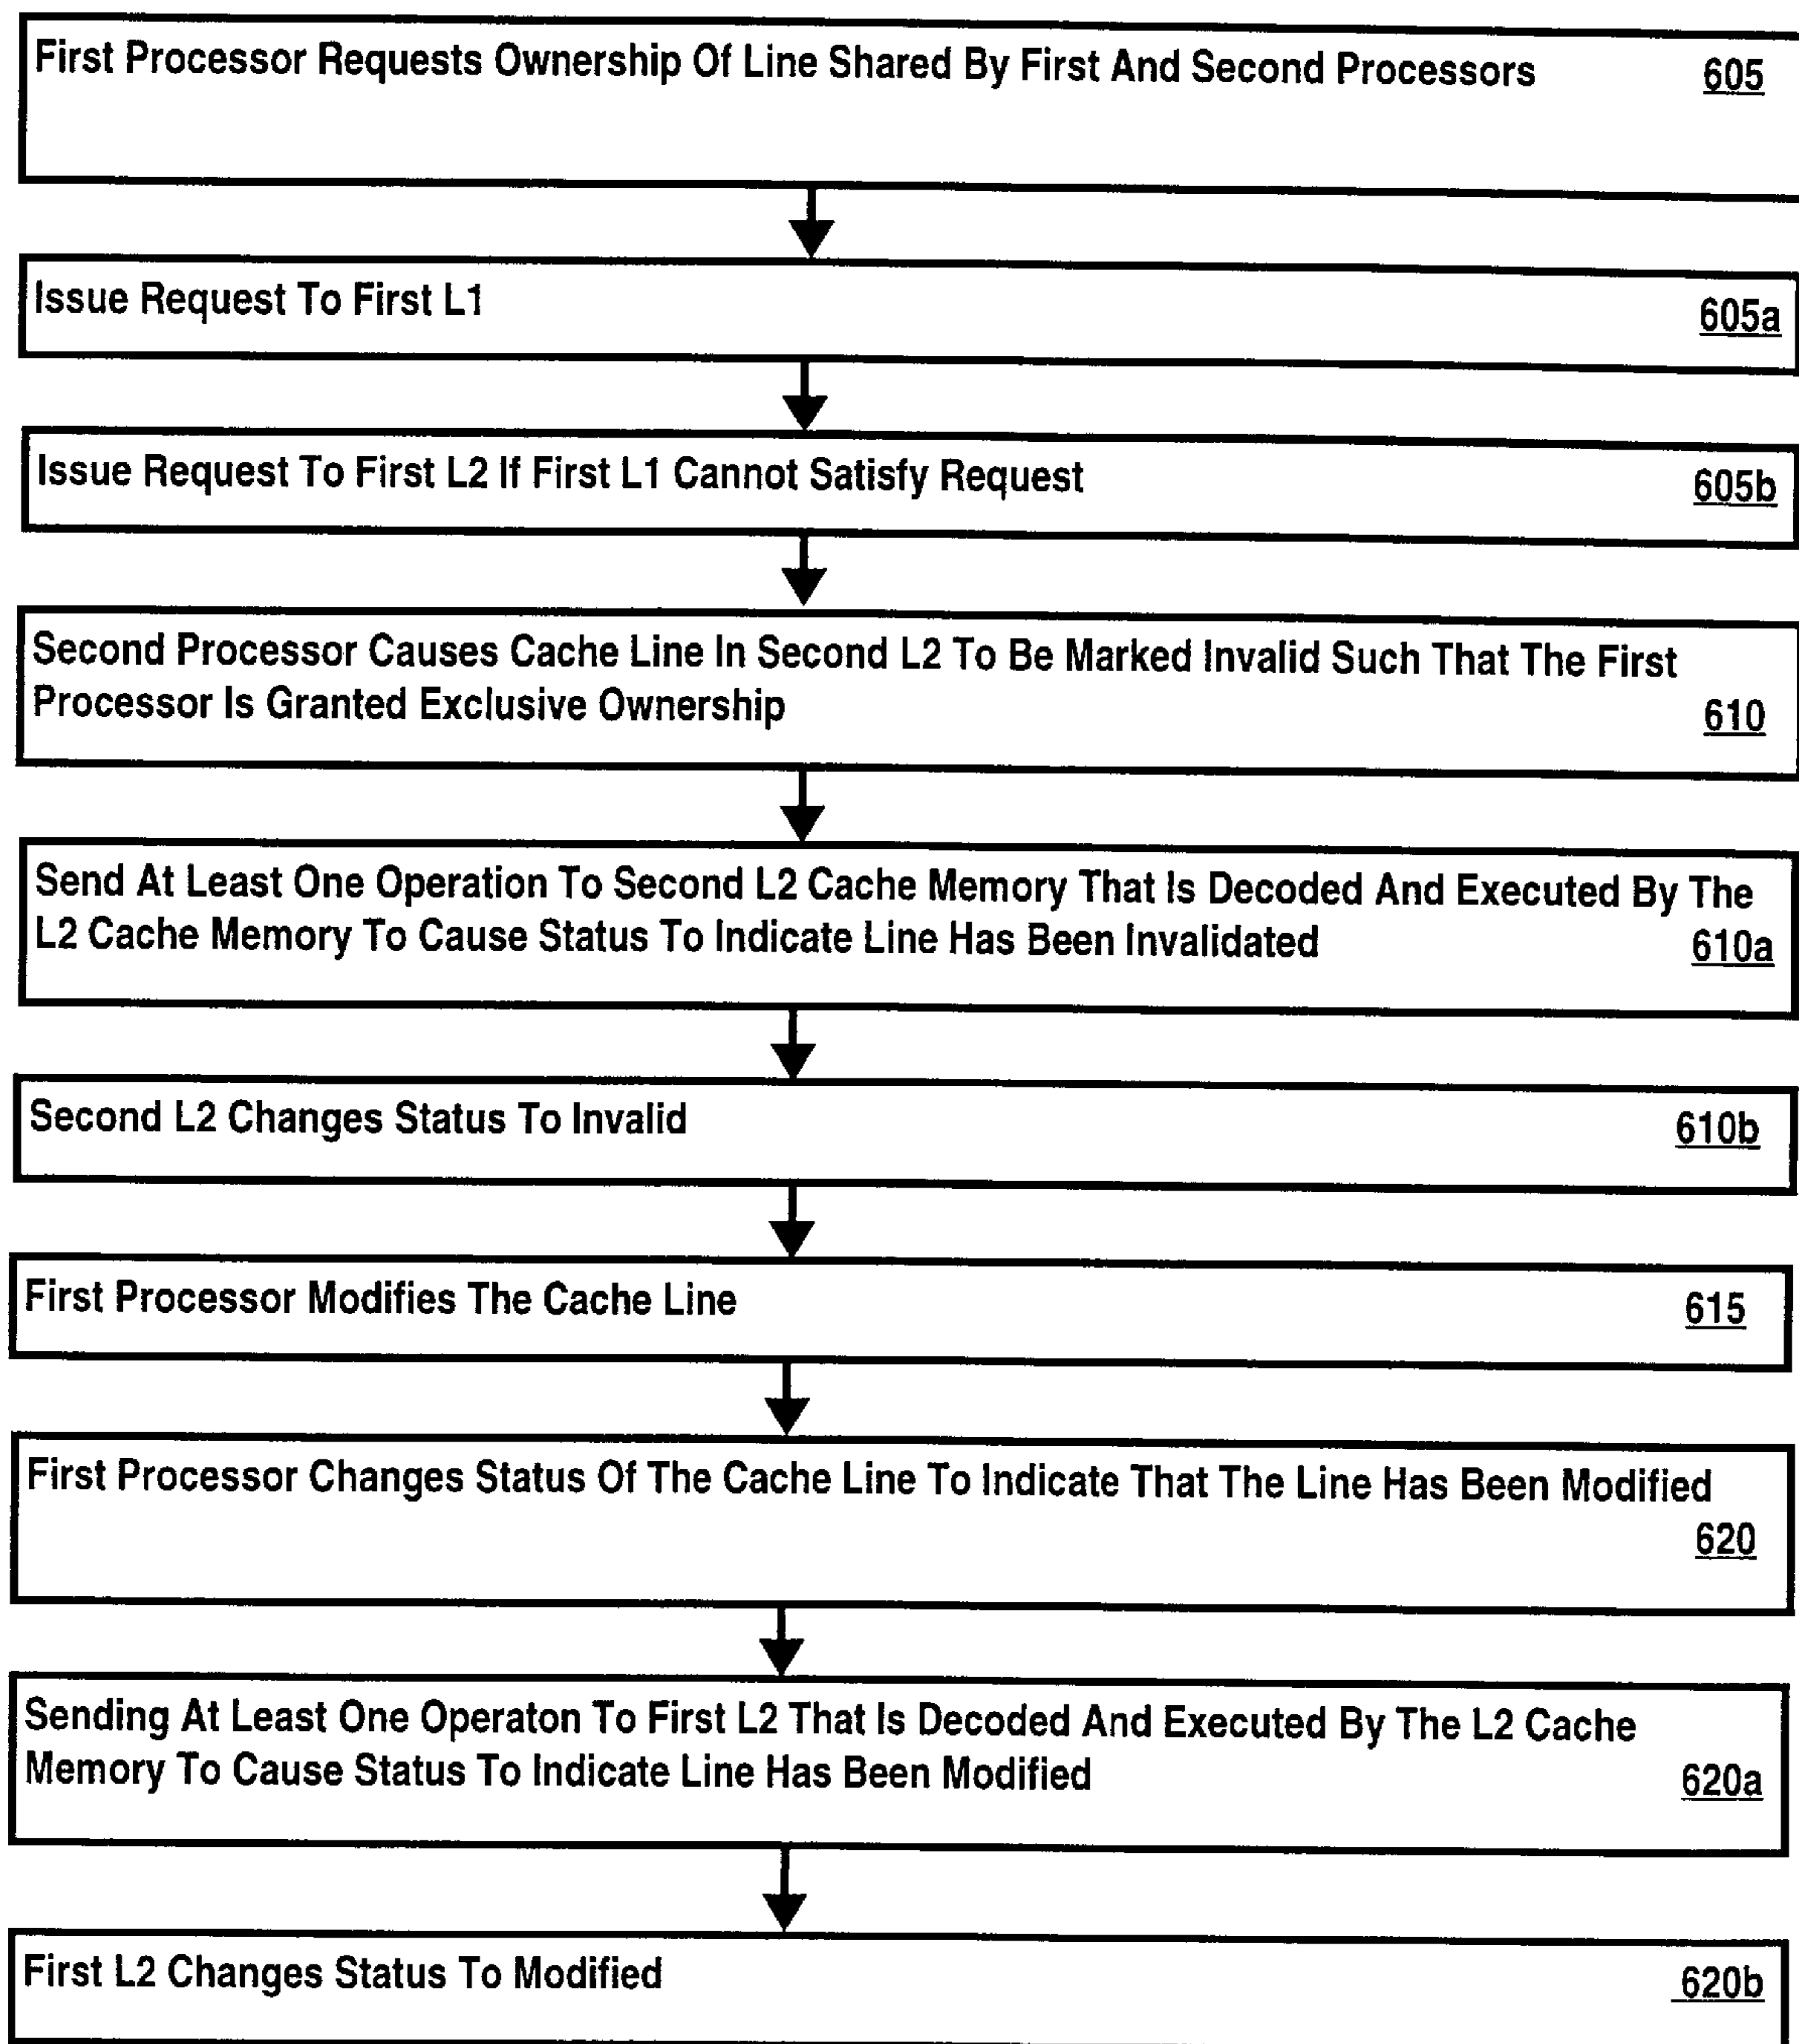 First Processor Requests Ownership Of Line Shared By First And Second Processors 605
Issue Request To First L1 605a
Issue Request To First L2 If First L1 Cannot Satisfy Request 605b
Second Processor Causes Cache Line In Second L2 To Be Marked Invalid Such That The First
Processor Is Granted Exclusive Ownership 610
Send At Least One Operation To Second L2 Cache Memory That Is Decoded And Executed By The
L2 Cache Memory To Cause Status To Indicate Line Has Been Invalidated 610a
Second L2 Changes Status To Invalid 610b
First Processor Modifies The Cache Line 615
First Processor Changes Status Of The Cache Line To Indicate That The Line Has Been Modified
620
Sending At Least One Operaton To First L2 That Is Decoded And Executed By The L2 Cache
Memory To Cause Status To Indicate Line Has Been Modified 620a
First L2 Changes Status To Modified 620b